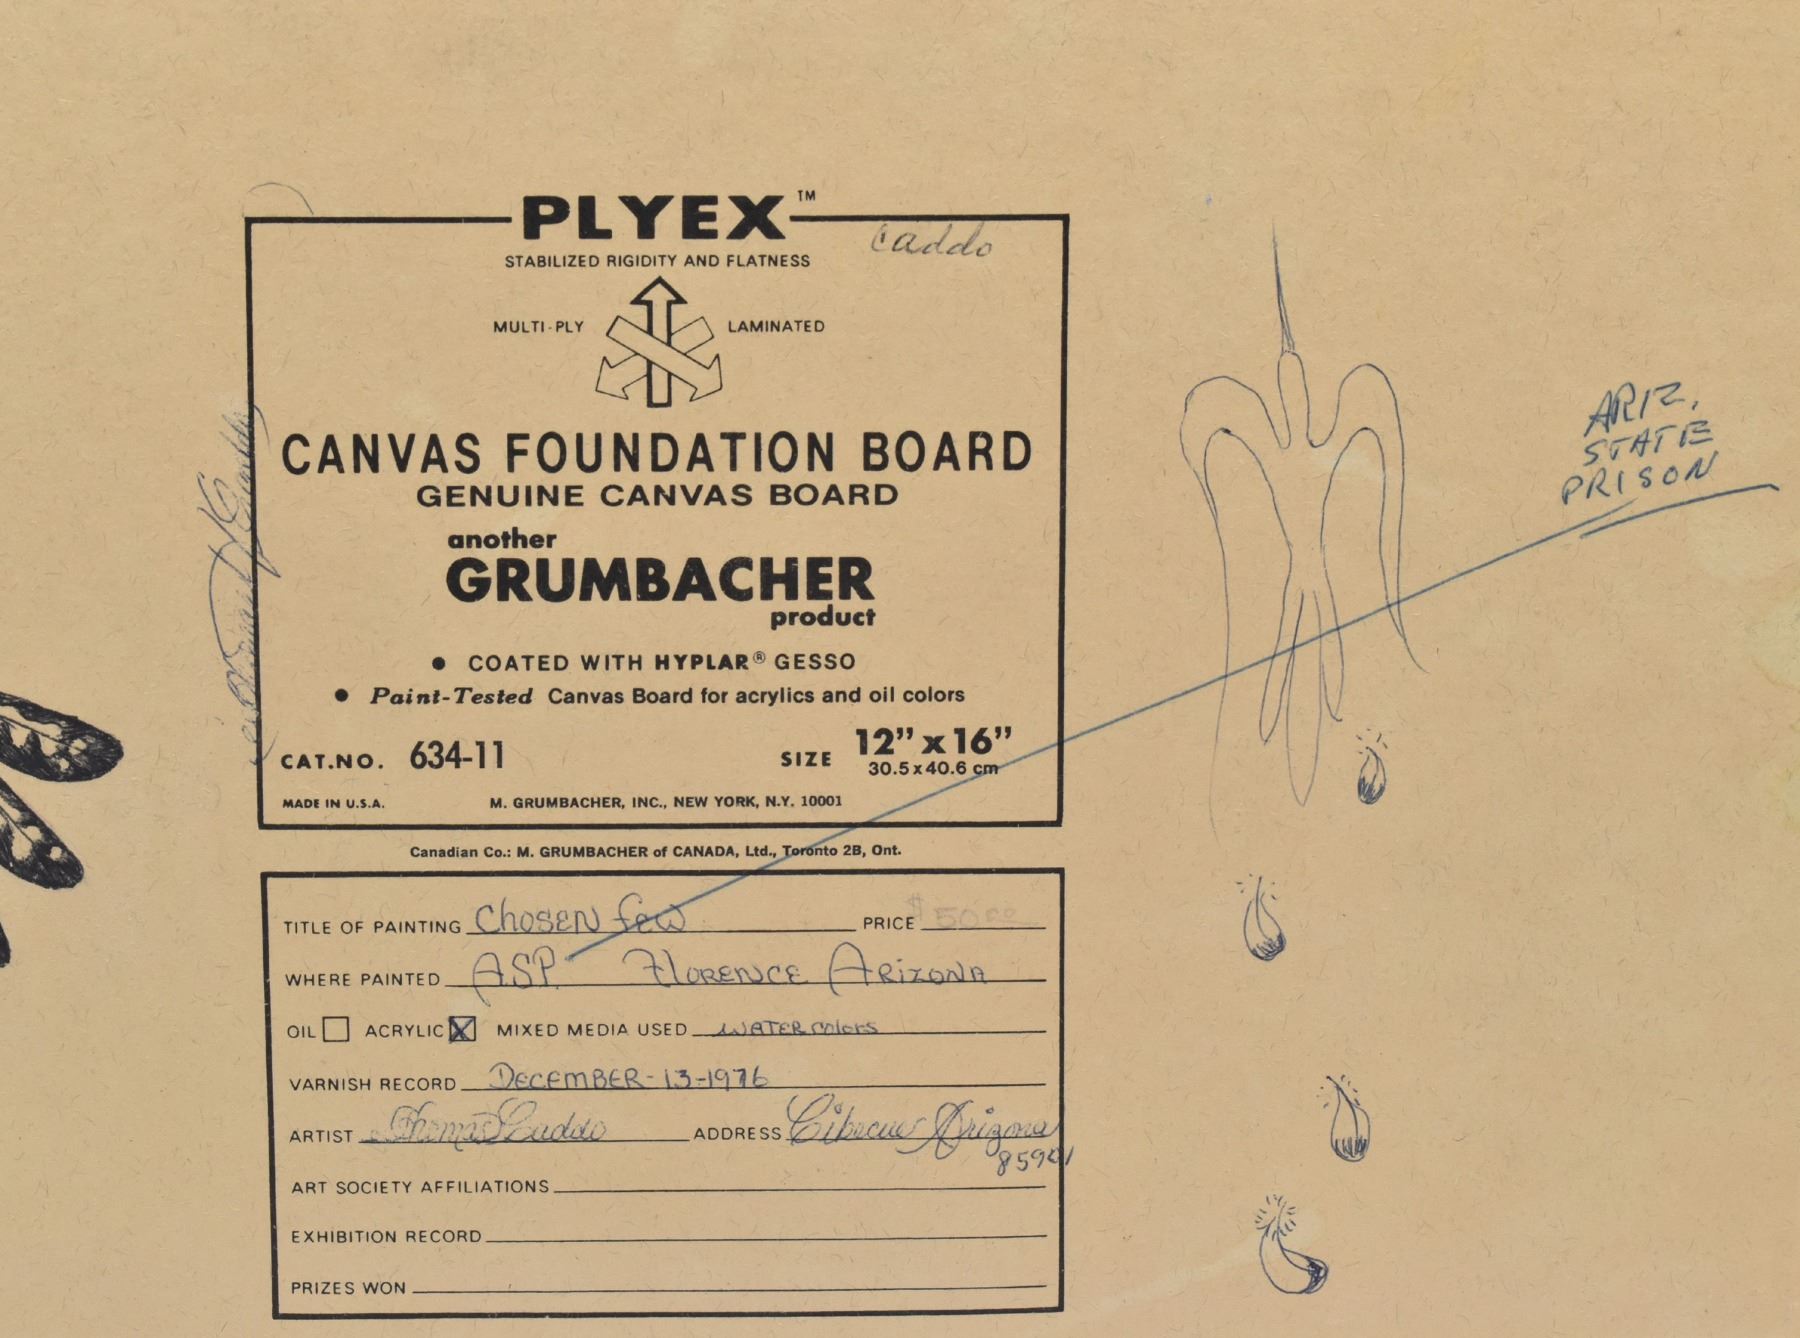 PLYEX™
caddo
STABILIZED RIGIDITY AND FLATNESS
MULTI-PLY LAMINATED
CANVAS FOUNDATION BOARD
GENUINE CANVAS BOARD
another
GRUMBACHER
product
• COATED WITH HYPLAR® GESSO
• Paint-Tested Canvas Board for acrylics and oil colors
CAT. NO. 634-11 SIZE 12” x 16”
30.5 x 40.6 cm
MADE IN U.S.A. M. GRUMBACHER, INC., NEW YORK, N.Y. 10001
Canadian Co.: M. GRUMBACHER of CANADA, Ltd., Toronto 2B, Ont.
TITLE OF PAINTING Chosen few PRICE $50.00
WHERE PAINTED ASP. Florence Arizona
OIL ACRYLIC MIXED MEDIA USED WATER colors
VARNISH RECORD DECEMBER-13-1976
ARTIST Thomas Caddo ADDRESS Cibecue Arizona
85901
ART SOCIETY AFFILIATIONS
EXHIBITION RECORD
PRIZES WON
ARIZ.
STATE
PRISON